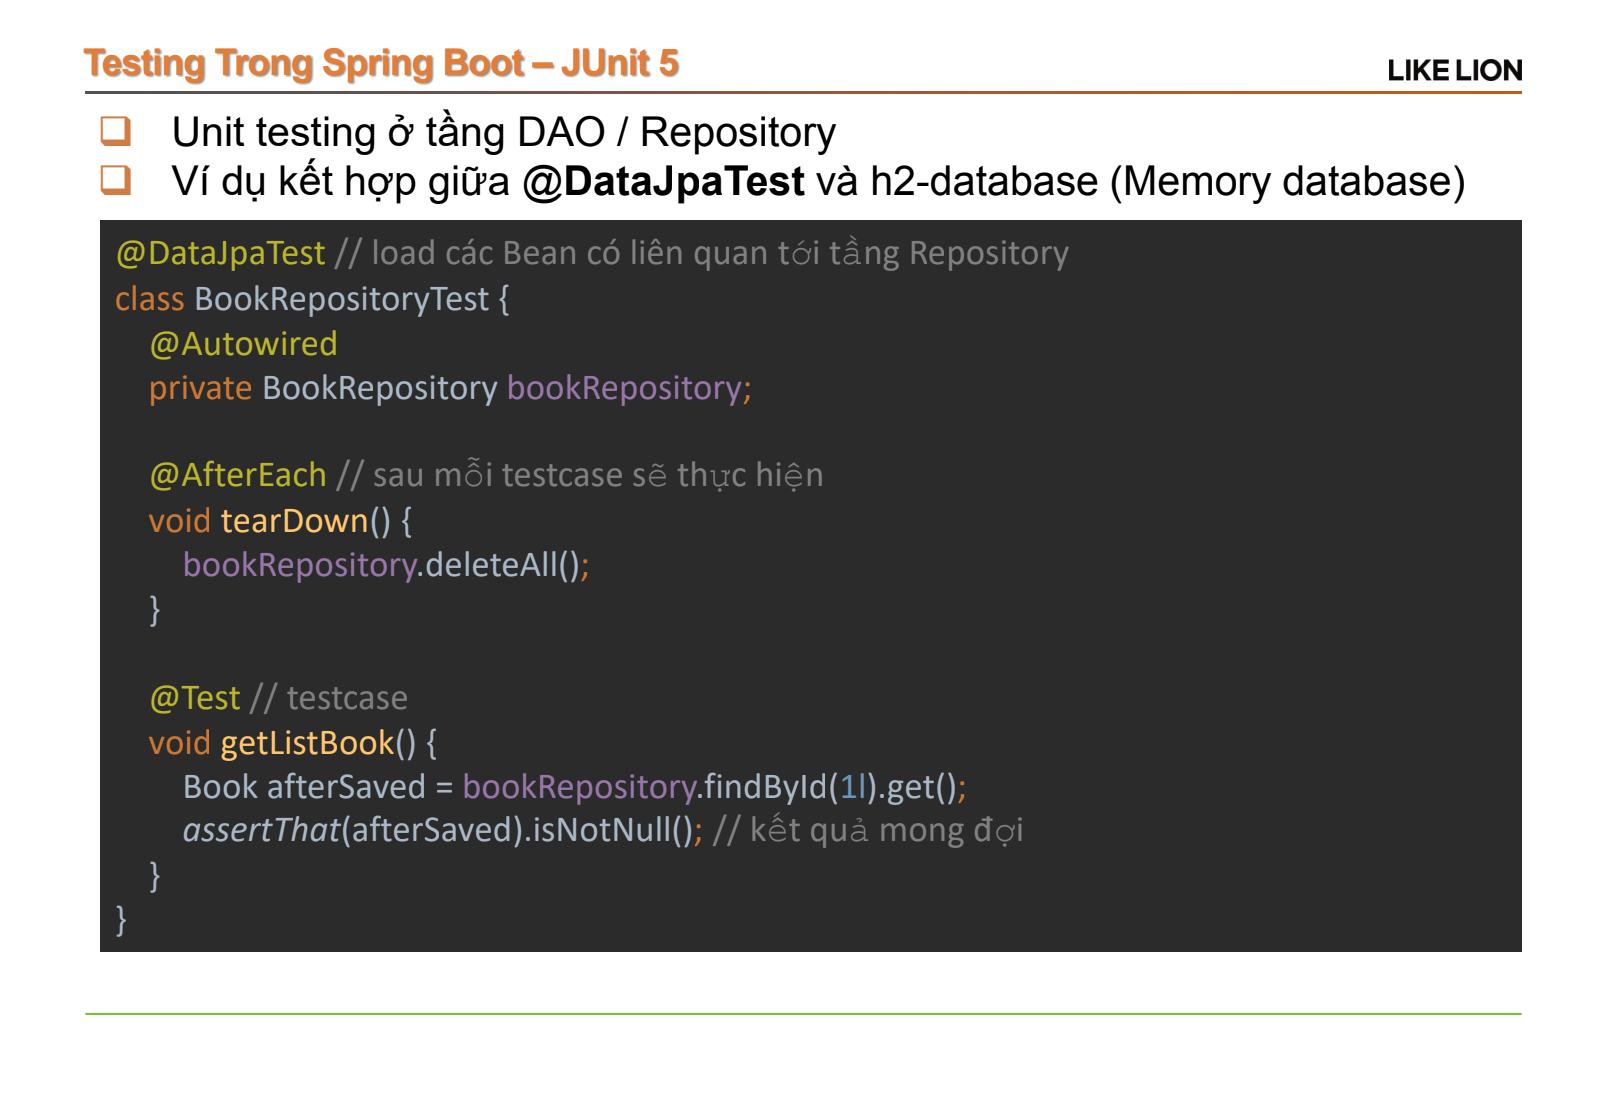 Testing Trong Spring Boot – JUnit 5
LIKE LION
Unit testing ở tầng DAO / Repository
Ví dụ kết hợp giữa @DataJpaTest và h2-database (Memory database)
@DataJpaTest // load các Bean có liên quan tới tầng Repository
class BookRepositoryTest {
@Autowired
private BookRepository bookRepository;
@AfterEach // sau mỗi testcase sẽ thực hiện
void tearDown() {
bookRepository.deleteAll();
}
@Test // testcase
void getListBook() {
Book afterSaved = bookRepository.findById(1l).get();
assertThat(afterSaved).isNotNull(); // kết quả mong đợi
}
}